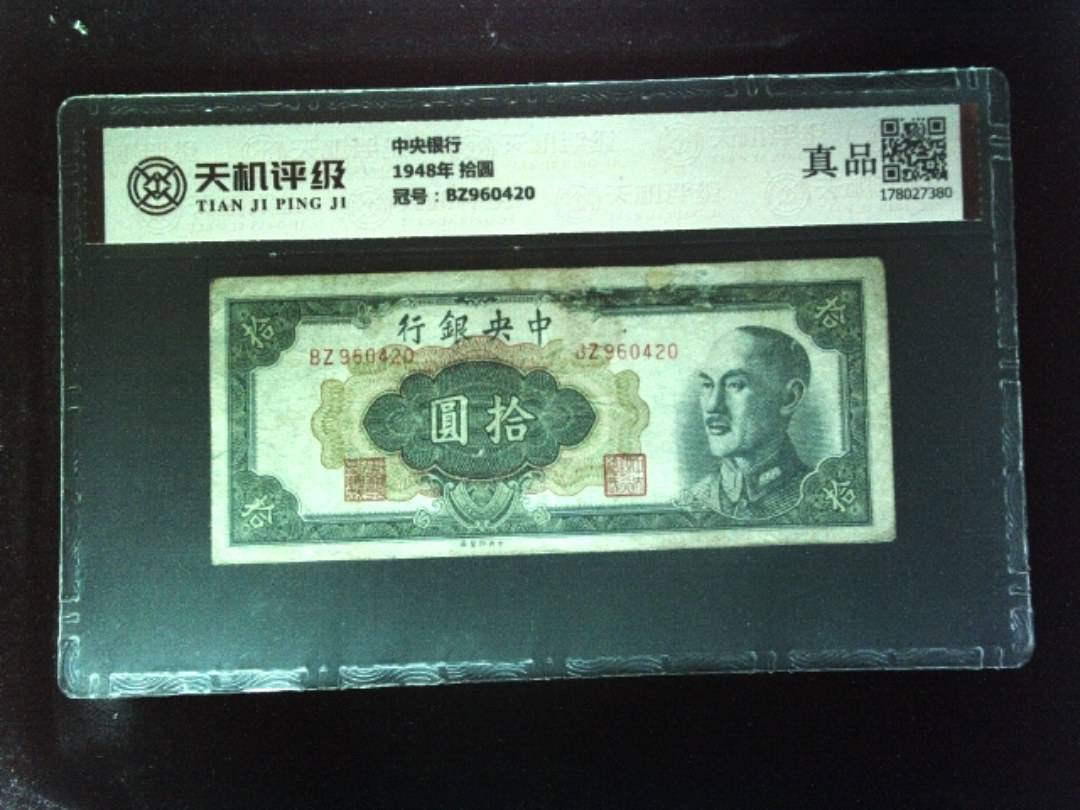 天机评级
TIAN JI PING JI
中央银行
1948年 拾圓
冠号：BZ960420
真品
178027380
拾
拾
行銀央中
BZ960420
BZ960420
圓拾
拾
拾